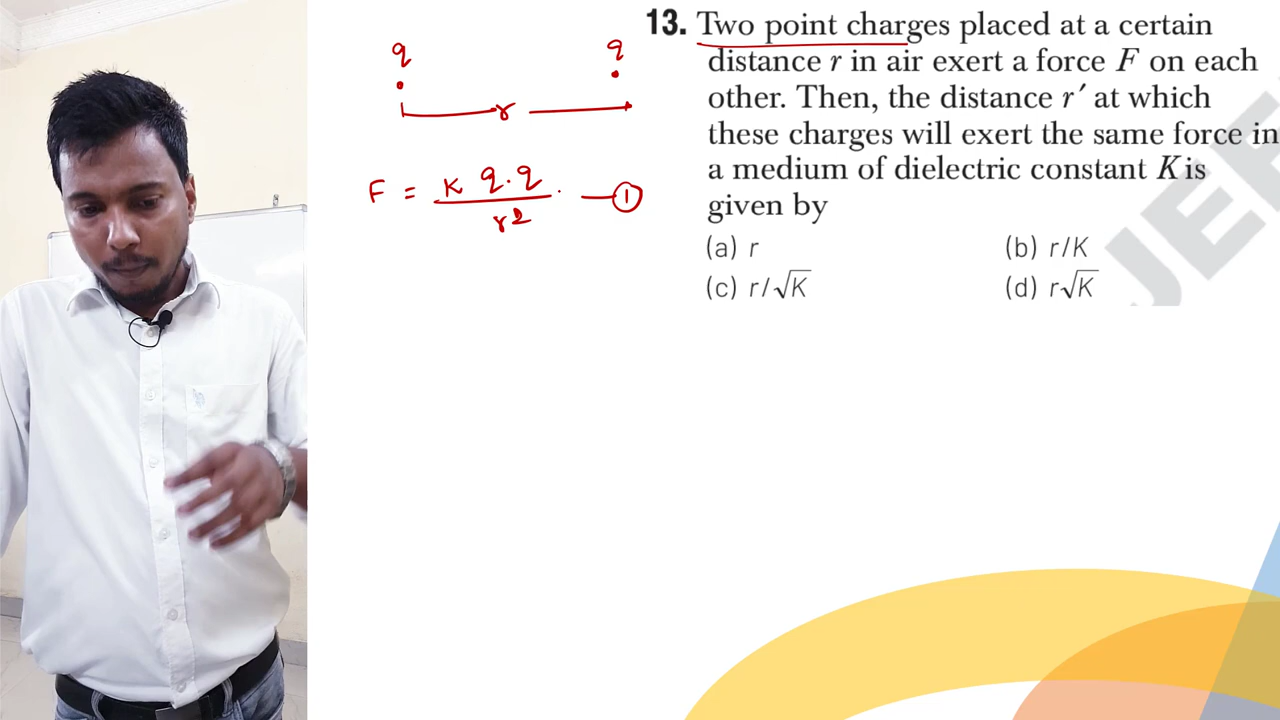 q q
r
F = K q.q / r² — ①
13. Two point charges placed at a certain
distance r in air exert a force F on each
other. Then, the distance r′ at which
these charges will exert the same force in
a medium of dielectric constant K is
given by
(a) r (b) r/K
(c) r/√K (d) r√K
JEE